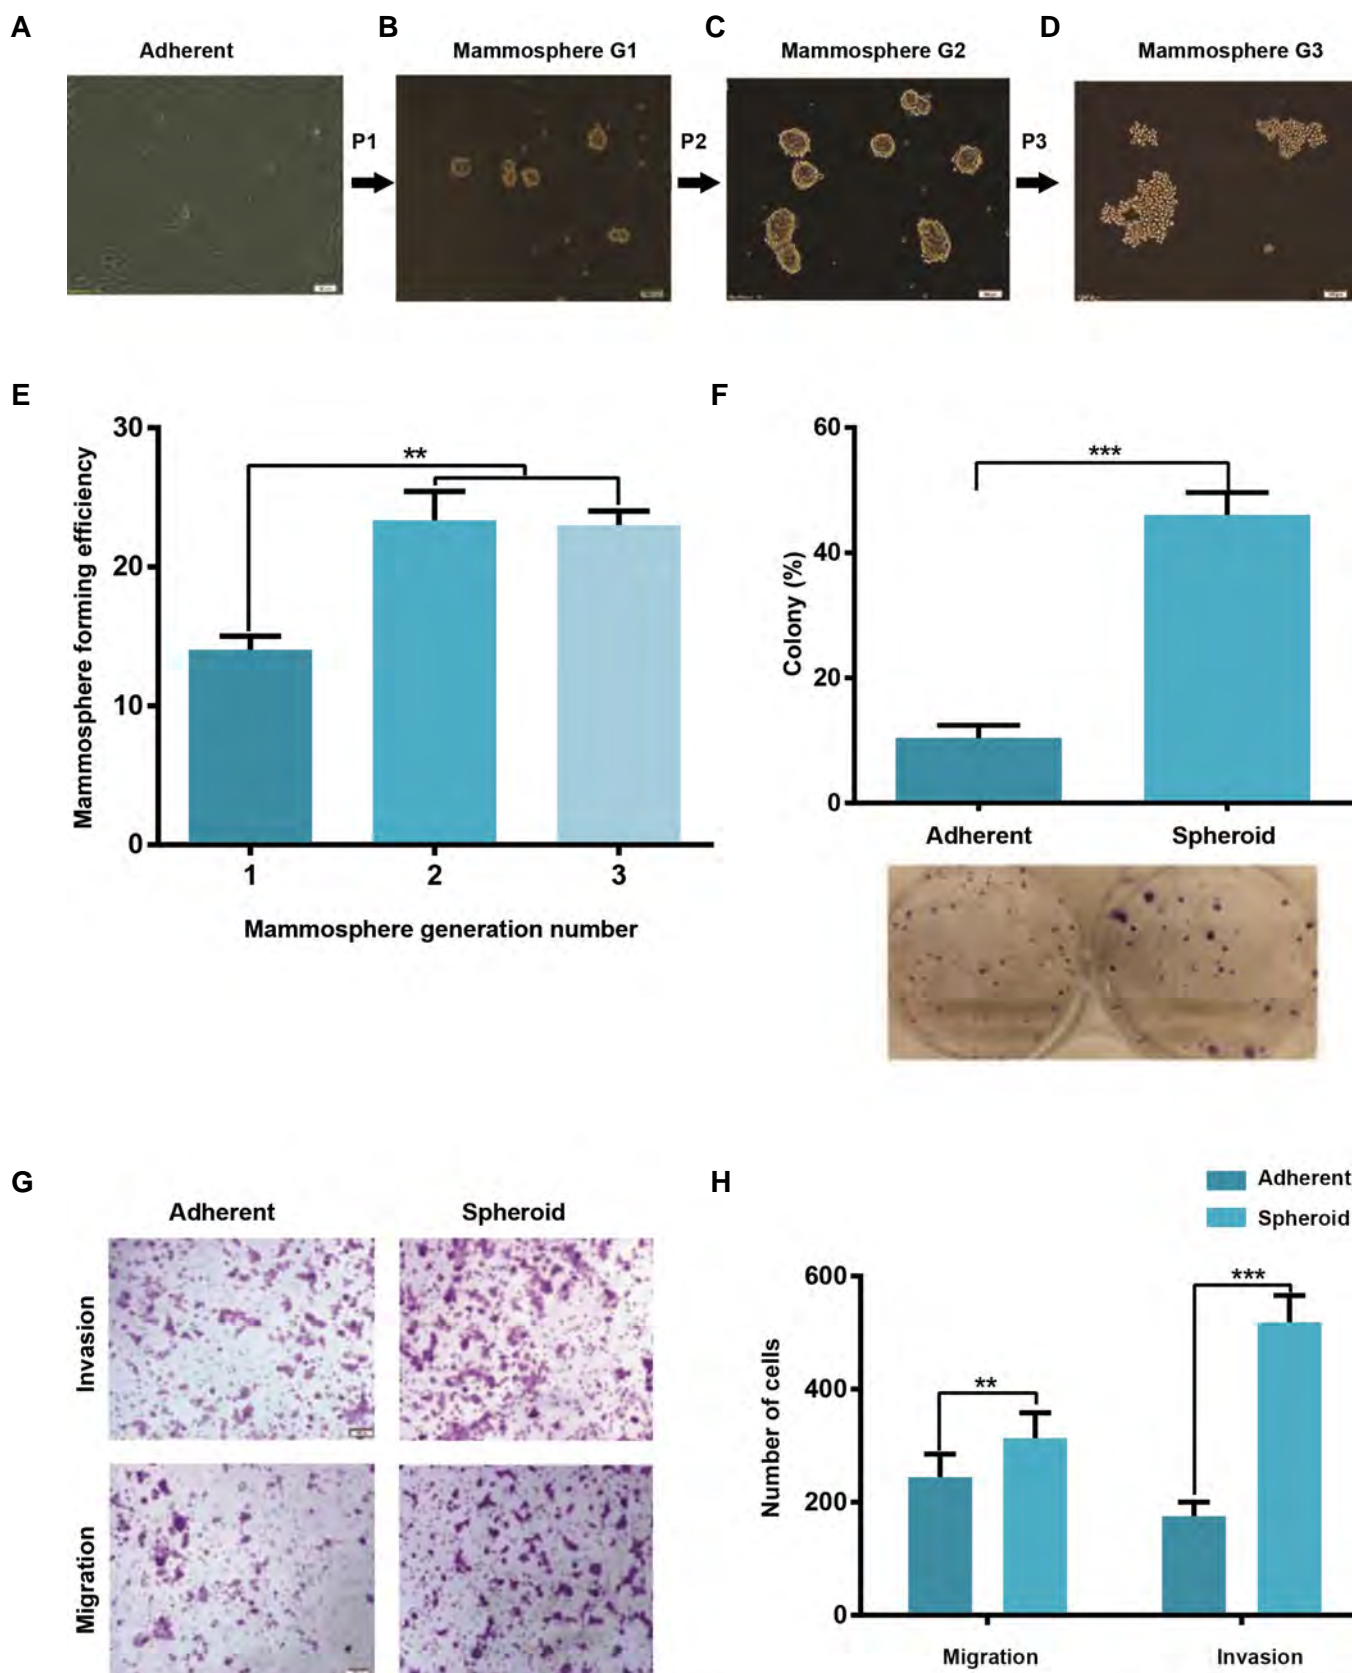 A
Adherent
B
Mammosphere G1
C
Mammosphere G2
D
Mammosphere G3
P1
P2
P3
E
Mammosphere forming efficiency
30
20
10
0
**
1
2
3
Mammosphere generation number
F
Colony (%)
60
40
20
0
***
Adherent
Spheroid
G
Adherent
Spheroid
Invasion
Migration
H
Adherent
Spheroid
Number of cells
600
400
200
0
**
***
Migration
Invasion